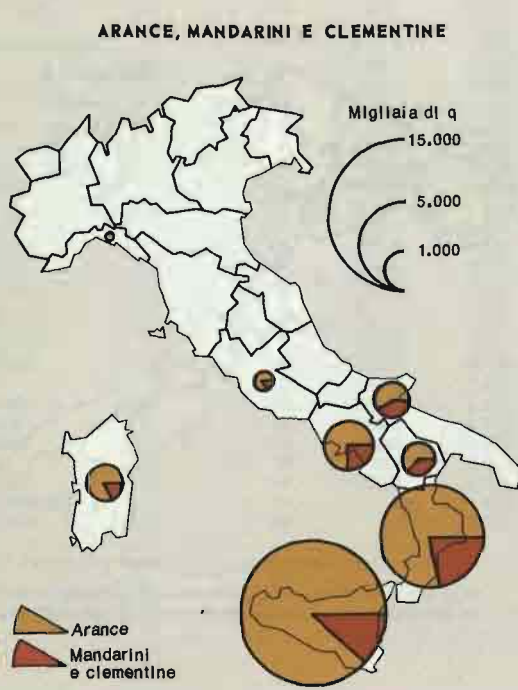 ARANCE, MANDARINI E CLEMENTINE
Migliaia di q
15.000
5.000
1.000
Arance
Mandarini
e clementine